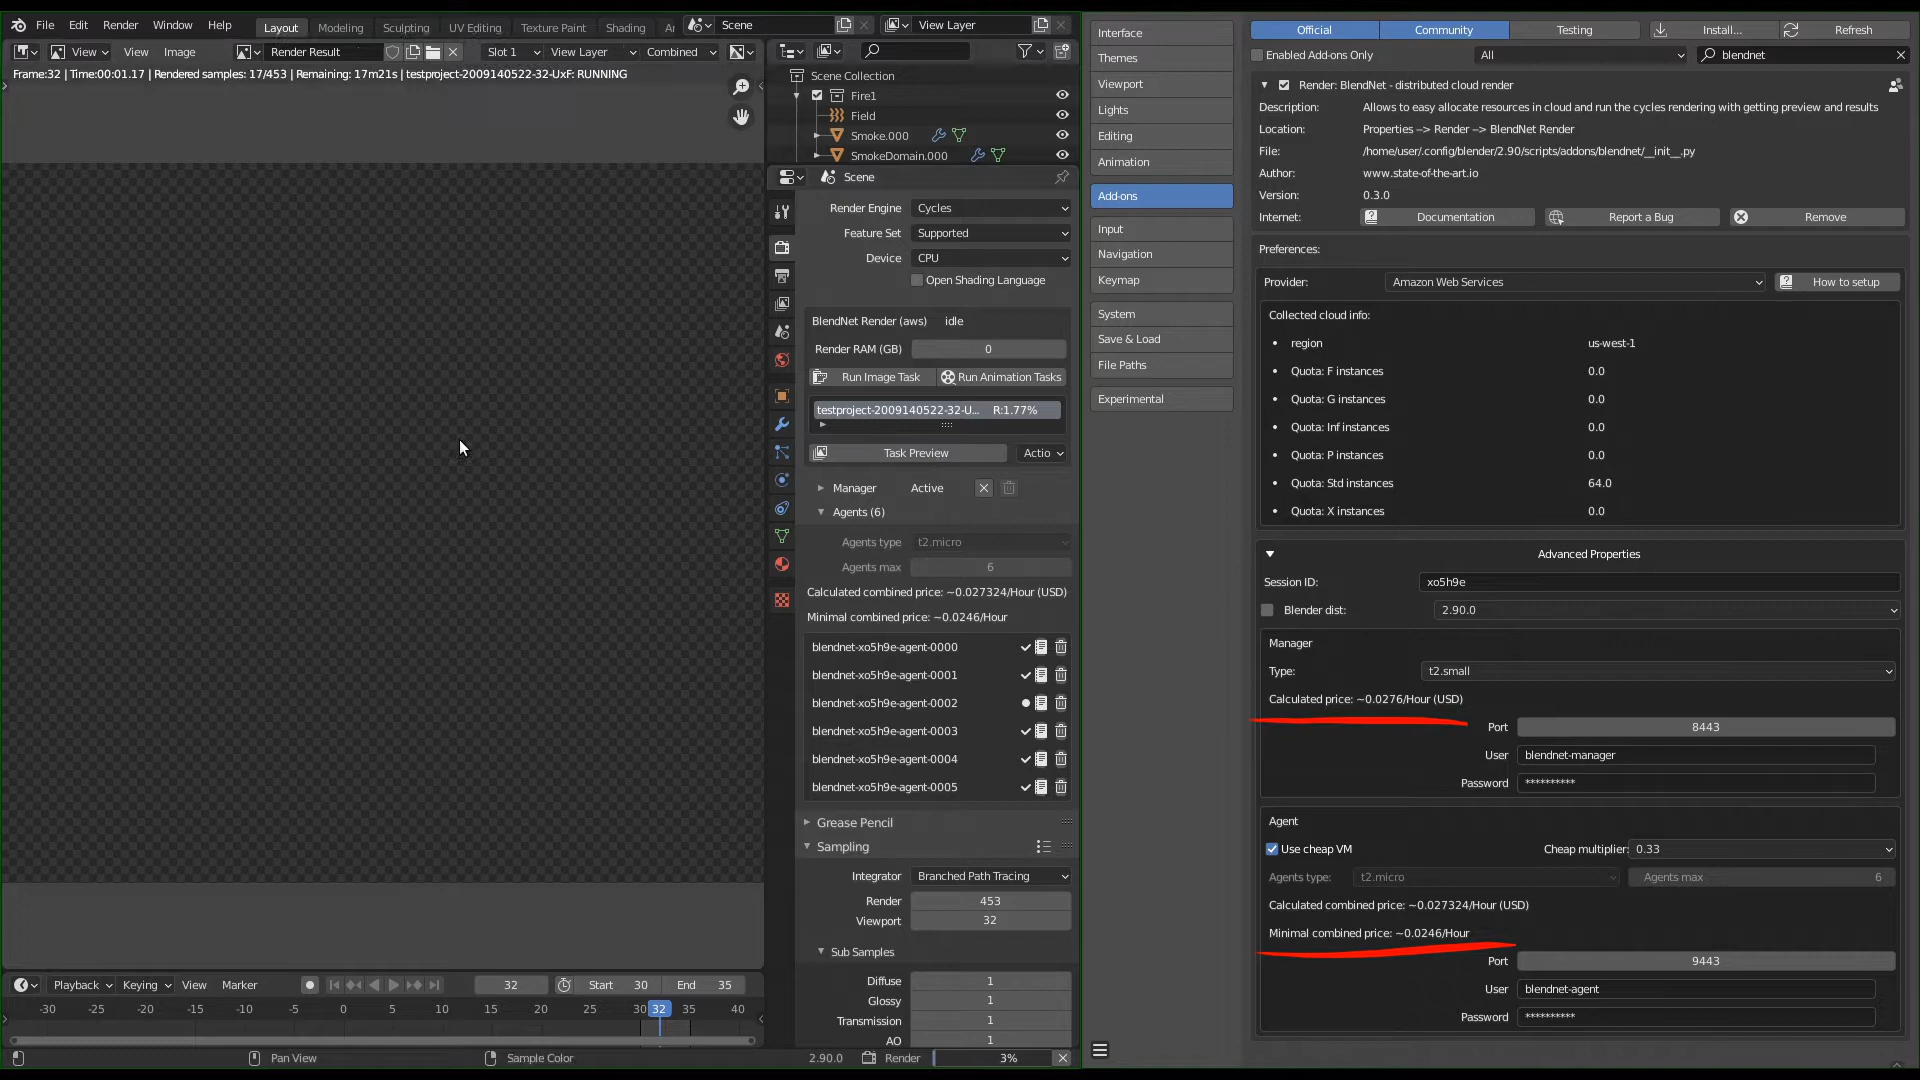 File Edit Render Window Help Layout Modeling Sculpting UV Editing Texture Paint Shading Ar Scene View Layer
View View Image Render Result Slot 1 View Layer Combined
Frame:32 | Time:00:01.17 | Rendered samples: 17/453 | Remaining: 17m21s | testproject-2009140522-32-UxF: RUNNING
Scene Collection
Fire1
Field
Smoke.000
SmokeDomain.000
Scene
Render Engine Cycles
Feature Set Supported
Device CPU
Open Shading Language
BlendNet Render (aws) idle
Render RAM (GB) 0
Run Image Task Run Animation Tasks
testproject-2009140522-32-U... R:1.77%
Task Preview Actio
Manager Active
Agents (6)
Agents type t2.micro
Agents max 6
Calculated combined price: ~0.027324/Hour (USD)
Minimal combined price: ~0.0246/Hour
blendnet-xo5h9e-agent-0000
blendnet-xo5h9e-agent-0001
blendnet-xo5h9e-agent-0002
blendnet-xo5h9e-agent-0003
blendnet-xo5h9e-agent-0004
blendnet-xo5h9e-agent-0005
Grease Pencil
Sampling
Integrator Branched Path Tracing
Render 453
Viewport 32
Sub Samples
Diffuse 1
Glossy 1
Transmission 1
AO 1
Playback Keying View Marker 32 Start 30 End 35
-30 -25 -20 -15 -10 -5 0 5 10 15 20 25 30 32 35 40
Pan View Sample Color 2.90.0 Render 3%
Interface
Themes
Viewport
Lights
Editing
Animation
Add-ons
Input
Navigation
Keymap
System
Save & Load
File Paths
Experimental
Official Community Testing Install... Refresh
Enabled Add-ons Only All blendnet
Render: BlendNet - distributed cloud render
Description: Allows to easy allocate resources in cloud and run the cycles rendering with getting preview and results
Location: Properties -> Render -> BlendNet Render
File: /home/user/.config/blender/2.90/scripts/addons/blendnet/__init__.py
Author: www.state-of-the-art.io
Version: 0.3.0
Internet: Documentation Report a Bug Remove
Preferences:
Provider: Amazon Web Services How to setup
Collected cloud info:
• region us-west-1
• Quota: F instances 0.0
• Quota: G instances 0.0
• Quota: Inf instances 0.0
• Quota: P instances 0.0
• Quota: Std instances 64.0
• Quota: X instances 0.0
Advanced Properties
Session ID: xo5h9e
Blender dist: 2.90.0
Manager
Type: t2.small
Calculated price: ~0.0276/Hour (USD)
Port 8443
User blendnet-manager
Password **********
Agent
Use cheap VM Cheap multiplier: 0.33
Agents type: t2.micro Agents max 6
Calculated combined price: ~0.027324/Hour (USD)
Minimal combined price: ~0.0246/Hour
Port 9443
User blendnet-agent
Password **********